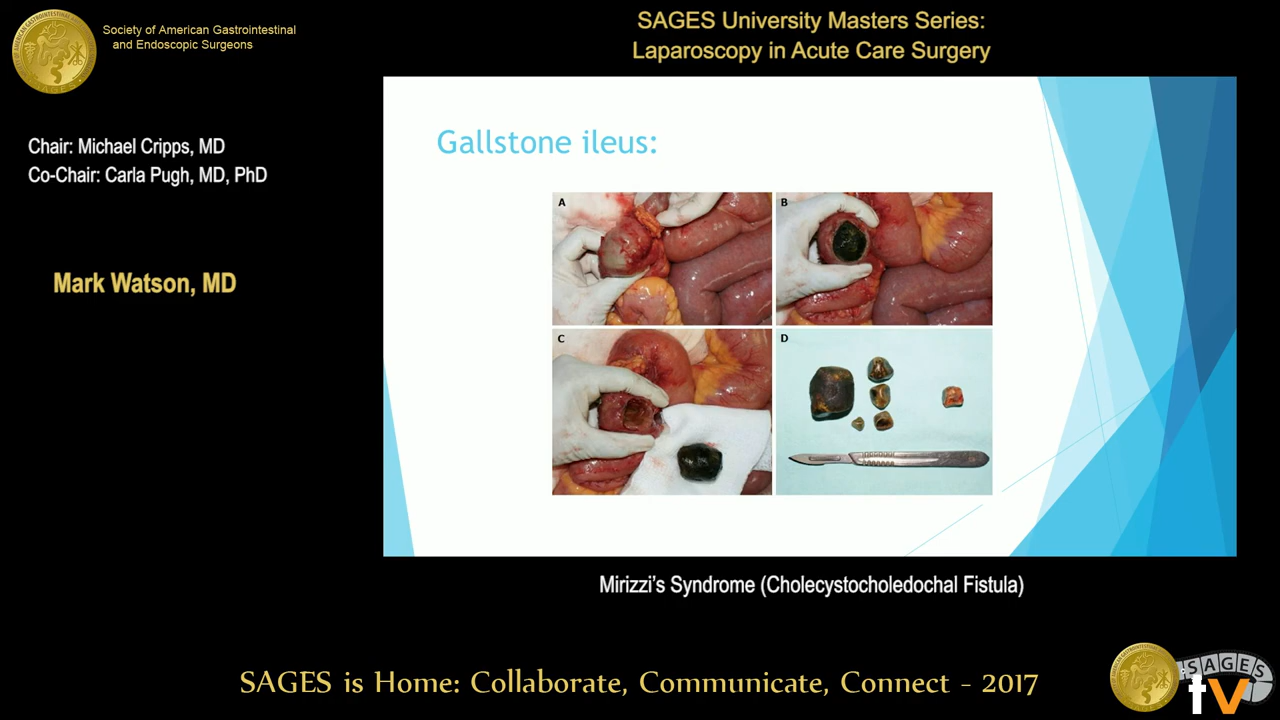 Society of American Gastrointestinal
and Endoscopic Surgeons
SAGES University Masters Series:
Laparoscopy in Acute Care Surgery
Chair: Michael Cripps, MD
Co-Chair: Carla Pugh, MD, PhD
Mark Watson, MD
Gallstone ileus:
A
B
C
D
Mirizzi's Syndrome (Cholecystocholedochal Fistula)
SAGES is Home: Collaborate, Communicate, Connect - 2017
SAGES
tv